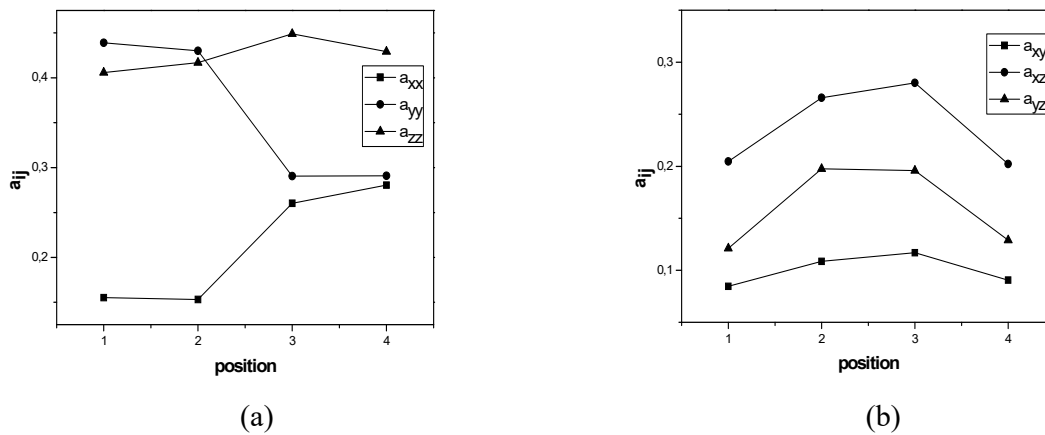 0,4
0,3
0,2
a_ij
a_xx
a_yy
a_zz
1 2 3 4
position
(a)
0,3
0,2
0,1
a_xy
a_xz
a_yz
1 2 3 4
position
(b)